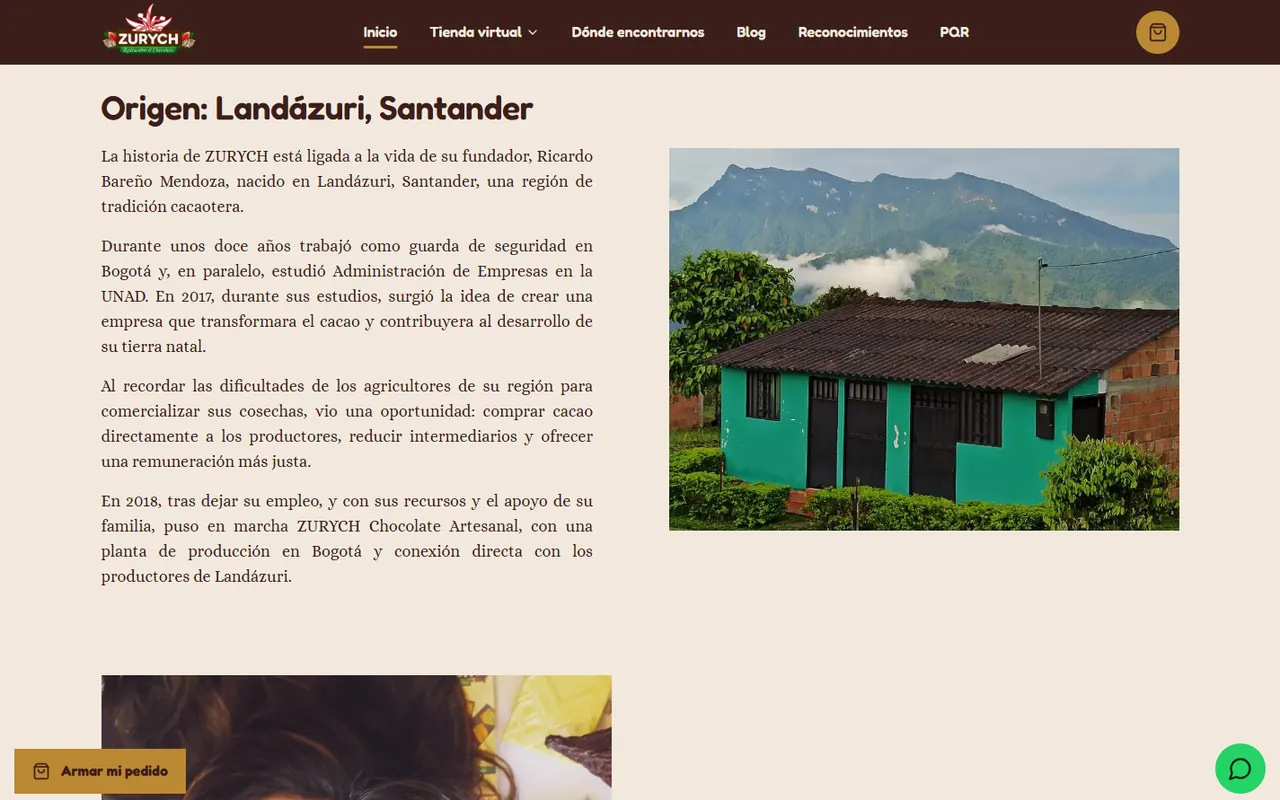 ZURYCH
Inicio
Tienda virtual
Dónde encontrarnos
Blog
Reconocimientos
PQR
Origen: Landázuri, Santander
La historia de ZURYCH está ligada a la vida de su fundador, Ricardo
Bareño Mendoza, nacido en Landázuri, Santander, una región de
tradición cacaotera.
Durante unos doce años trabajó como guarda de seguridad en
Bogotá y, en paralelo, estudió Administración de Empresas en la
UNAD. En 2017, durante sus estudios, surgió la idea de crear una
empresa que transformara el cacao y contribuyera al desarrollo de
su tierra natal.
Al recordar las dificultades de los agricultores de su región para
comercializar sus cosechas, vio una oportunidad: comprar cacao
directamente a los productores, reducir intermediarios y ofrecer
una remuneración más justa.
En 2018, tras dejar su empleo, y con sus recursos y el apoyo de su
familia, puso en marcha ZURYCH Chocolate Artesanal, con una
planta de producción en Bogotá y conexión directa con los
productores de Landázuri.
Armar mi pedido